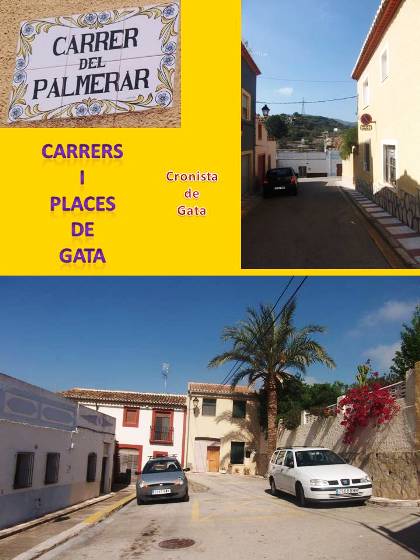 CARRER
DEL
PALMERAR
CARRERS
I
PLACES
DE
GATA
Cronista
de
Gata